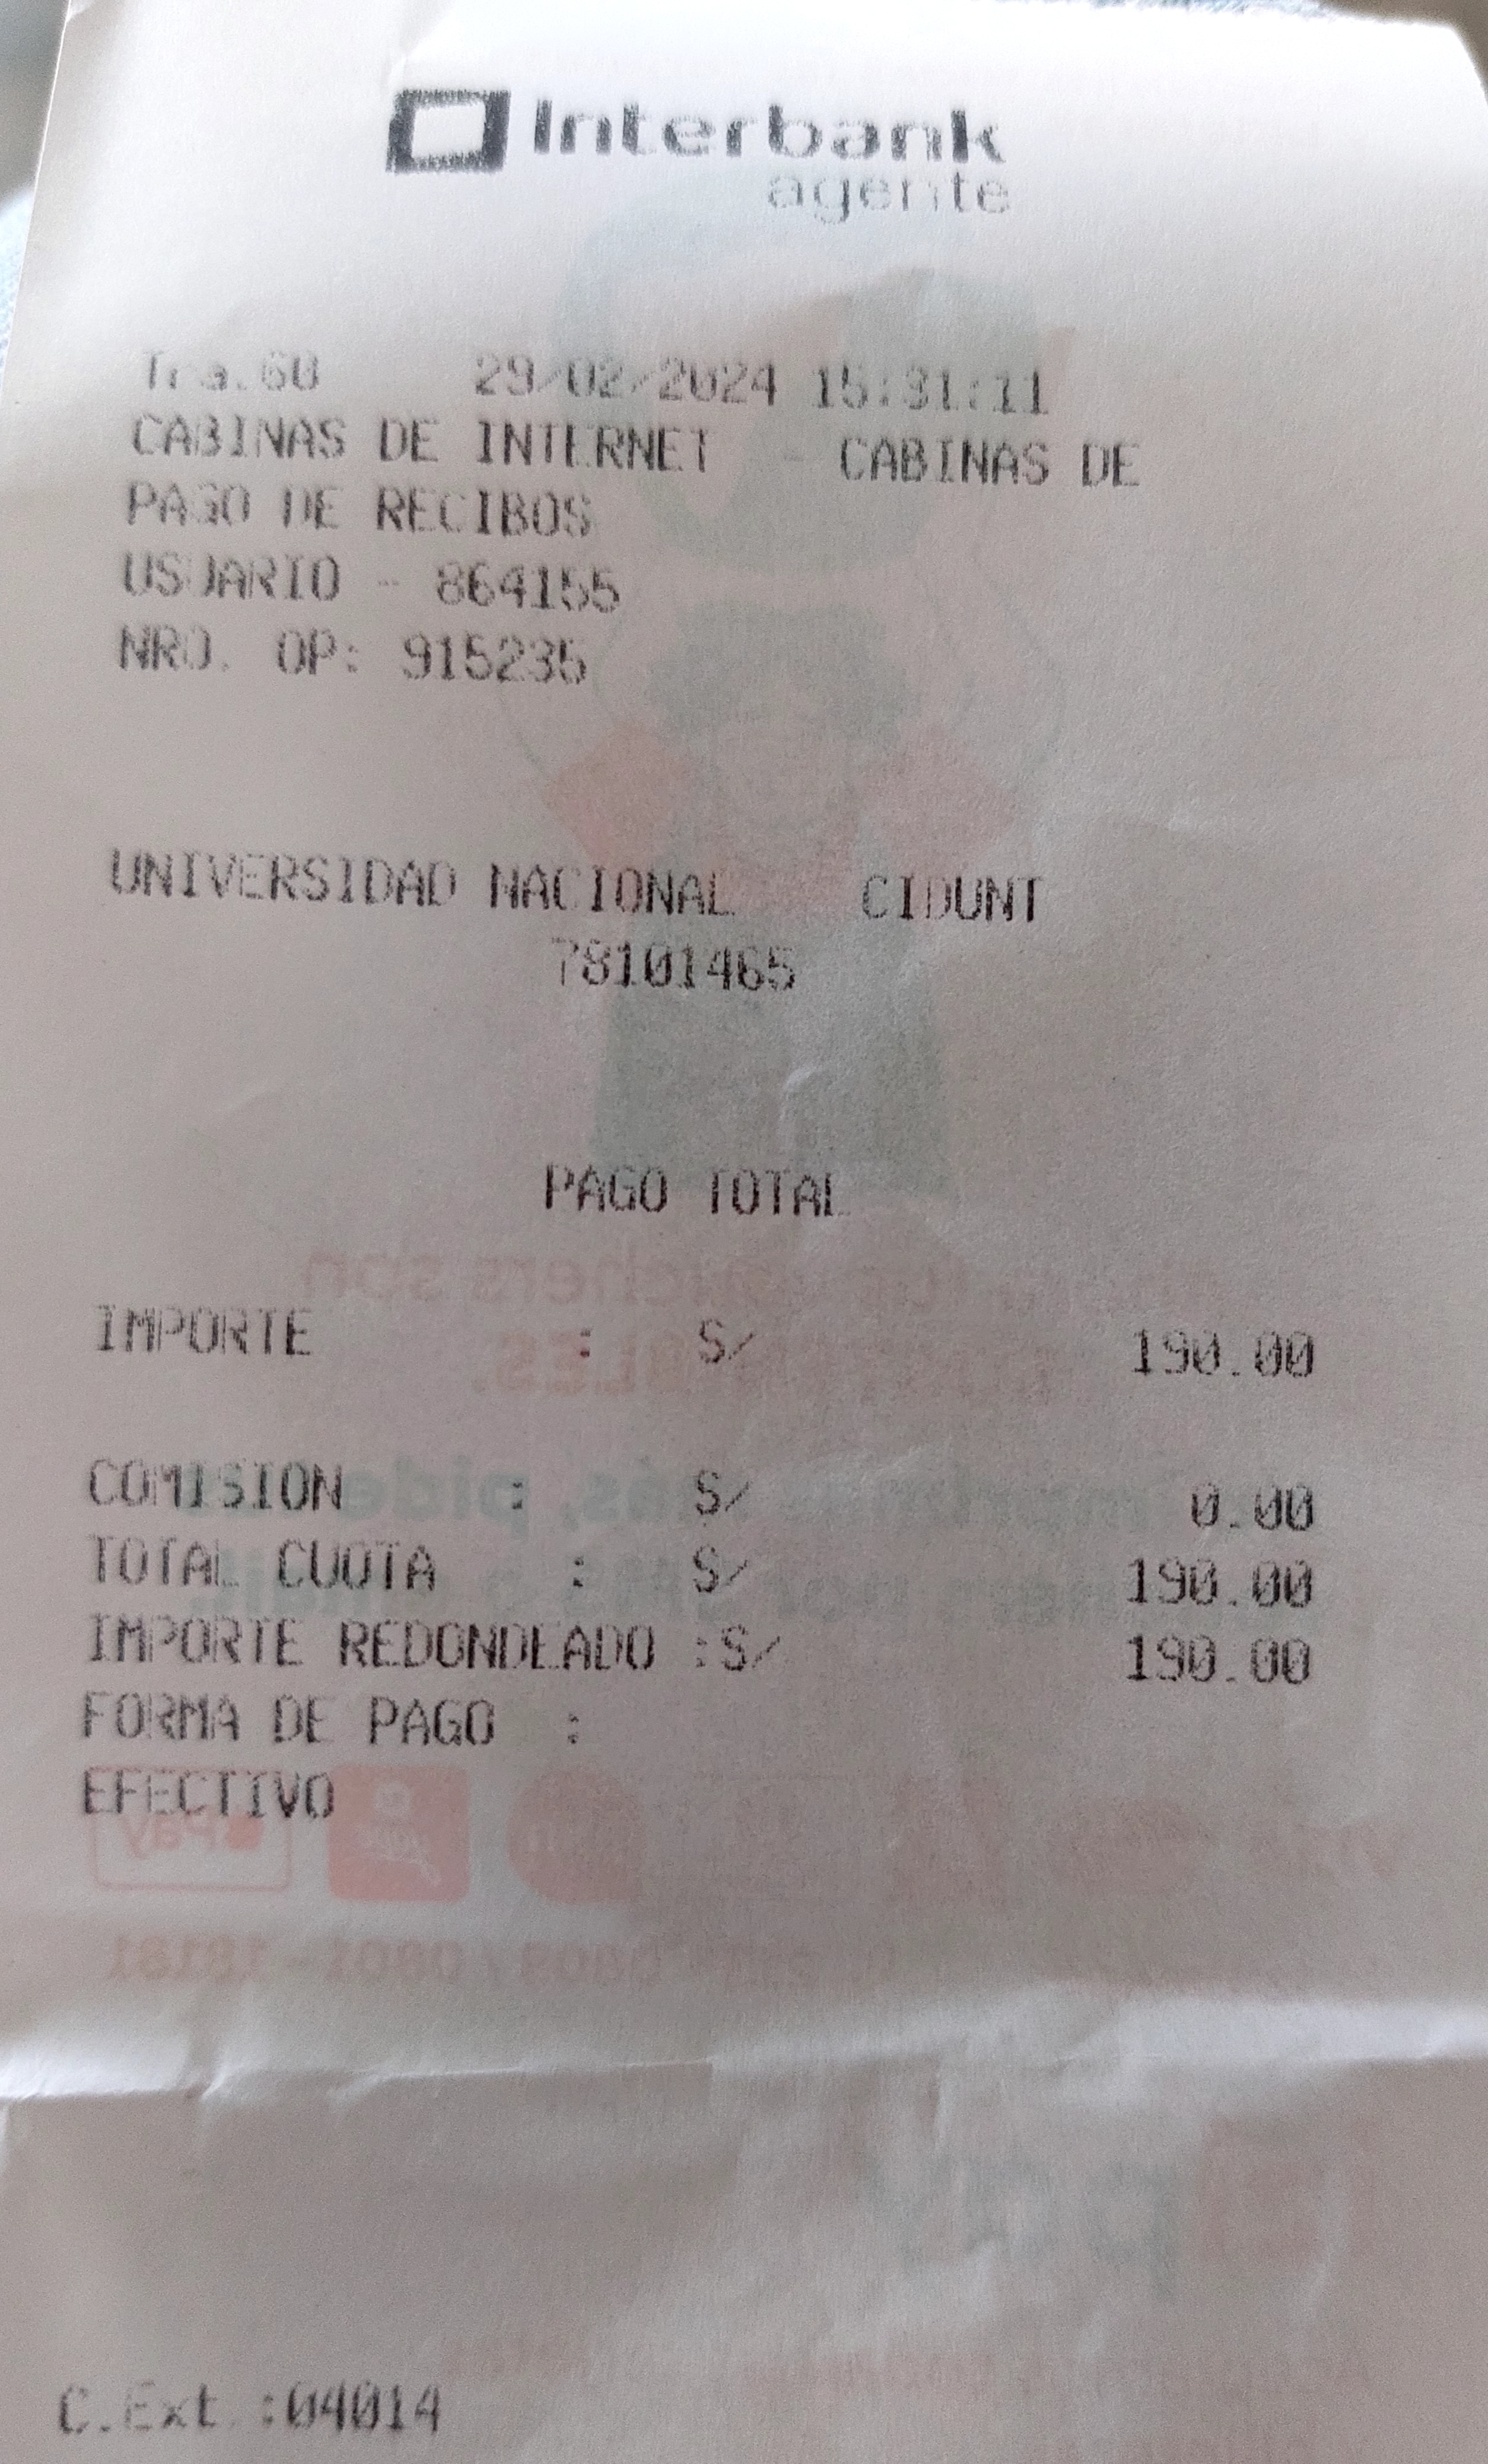 Interbank
agente
Tra.60 29/02/2024 15:31:11
CABINAS DE INTERNET - CABINAS DE
PAGO DE RECIBOS
USUARIO - 864155
NRO. OP: 915235
UNIVERSIDAD NACIONAL CIDUNT
78101465
PAGO TOTAL
IMPORTE : S/ 190.00
COMISION : S/ 0.00
TOTAL CUOTA : S/ 190.00
IMPORTE REDONDEADO :S/ 190.00
FORMA DE PAGO :
EFECTIVO
C.Ext.:04014